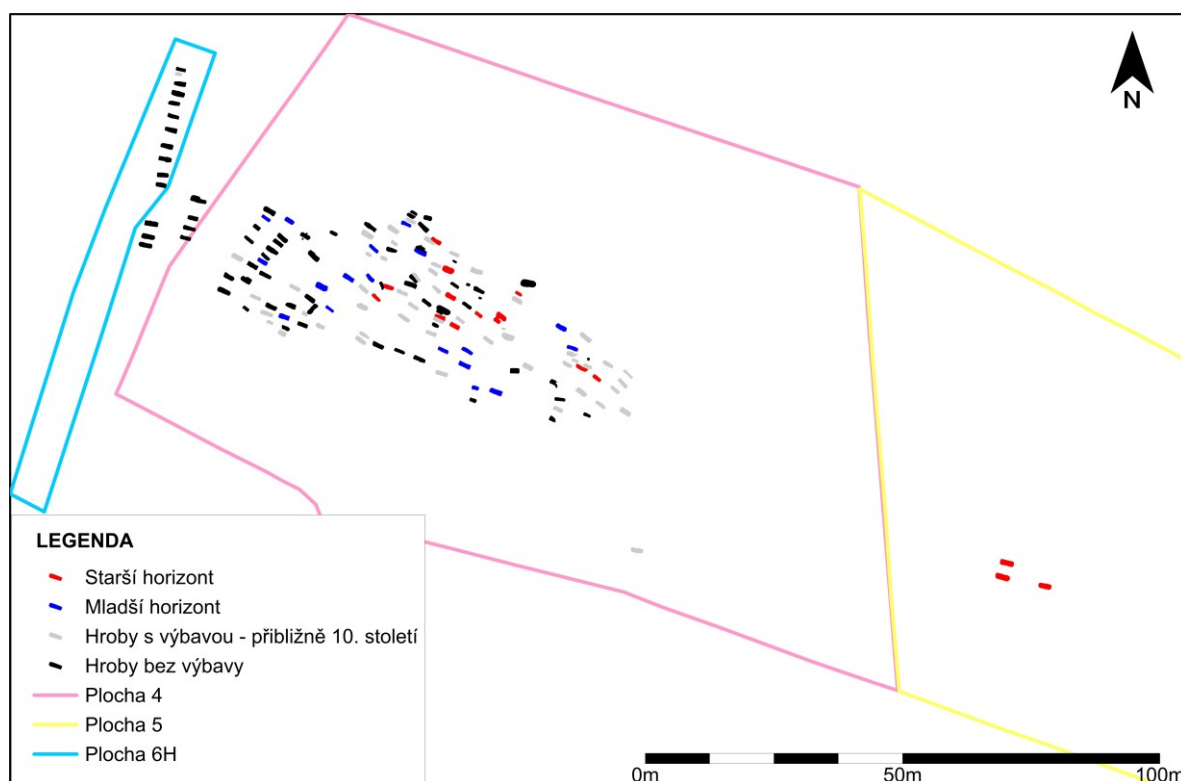 N
LEGENDA
Starší horizont
Mladší horizont
Hroby s výbavou - přibližně 10. století
Hroby bez výbavy
Plocha 4
Plocha 5
Plocha 6H
0m 50m 100m